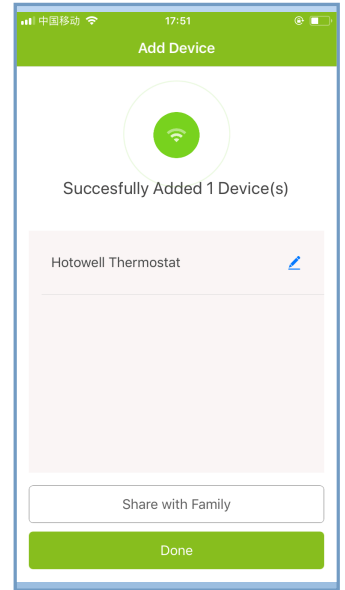 中国移动 17:51
Add Device
Succesfully Added 1 Device(s)
Hotowell Thermostat
Share with Family
Done